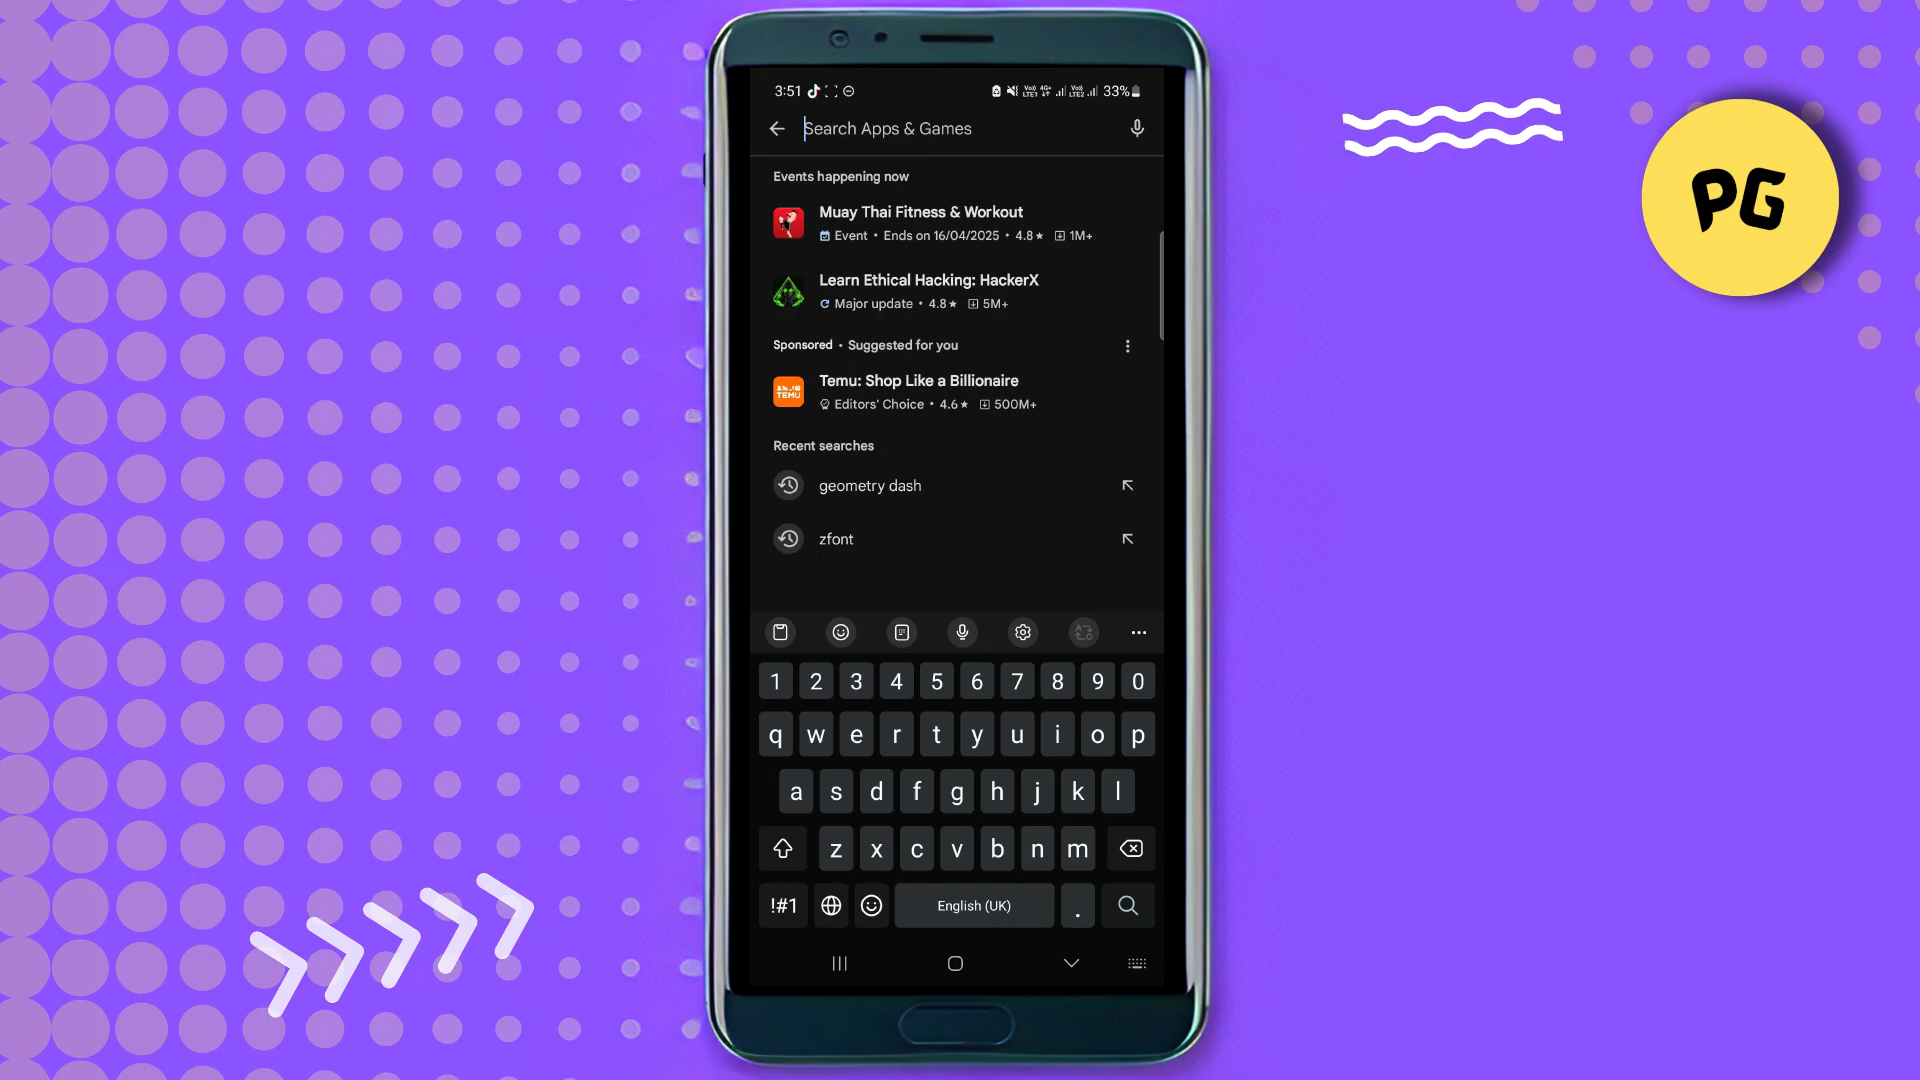 3:51
33%
Search Apps & Games
PG
Events happening now
Muay Thai Fitness & Workout
Event • Ends on 16/04/2025 • 4.8★ 1M+
Learn Ethical Hacking: HackerX
Major update • 4.8★ 5M+
Sponsored • Suggested for you
TEMU
Temu: Shop Like a Billionaire
Editors' Choice • 4.6★ 500M+
Recent searches
geometry dash
zfont
1 2 3 4 5 6 7 8 9 0
q w e r t y u i o p
a s d f g h j k l
z x c v b n m
!#1 English (UK) .